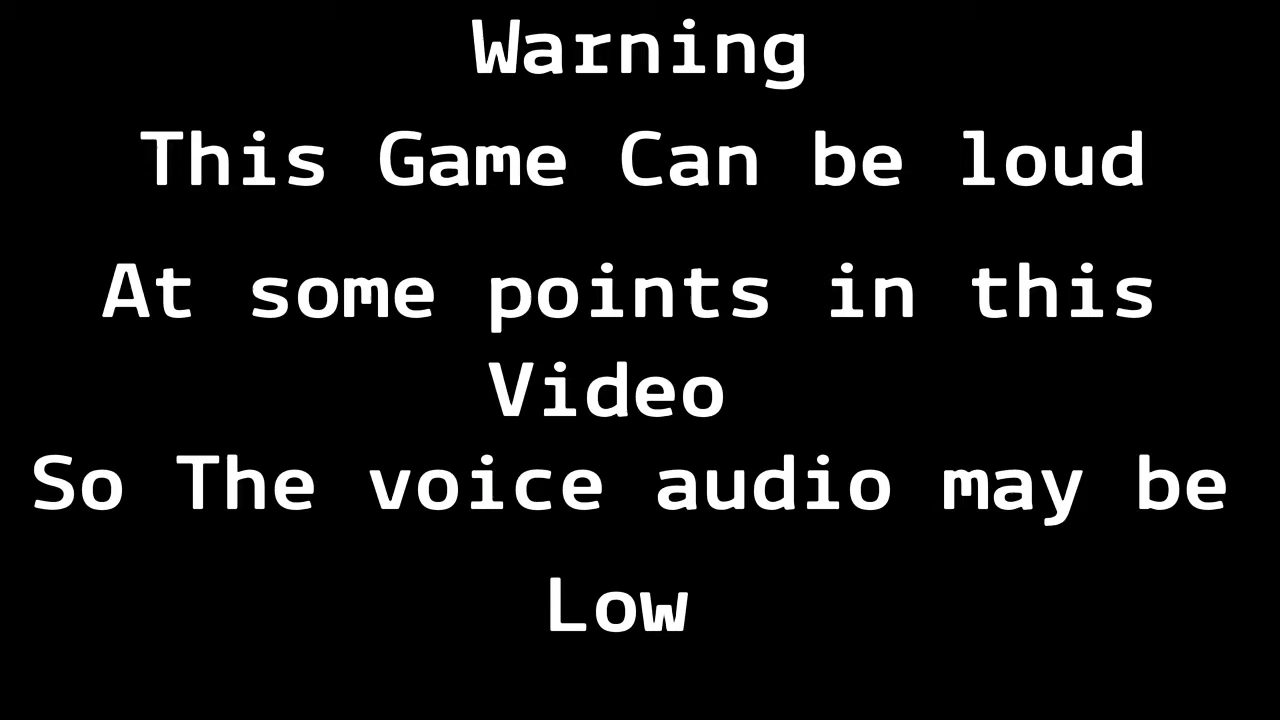 Warning
This Game Can be loud
At some points in this
Video
So The voice audio may be
Low